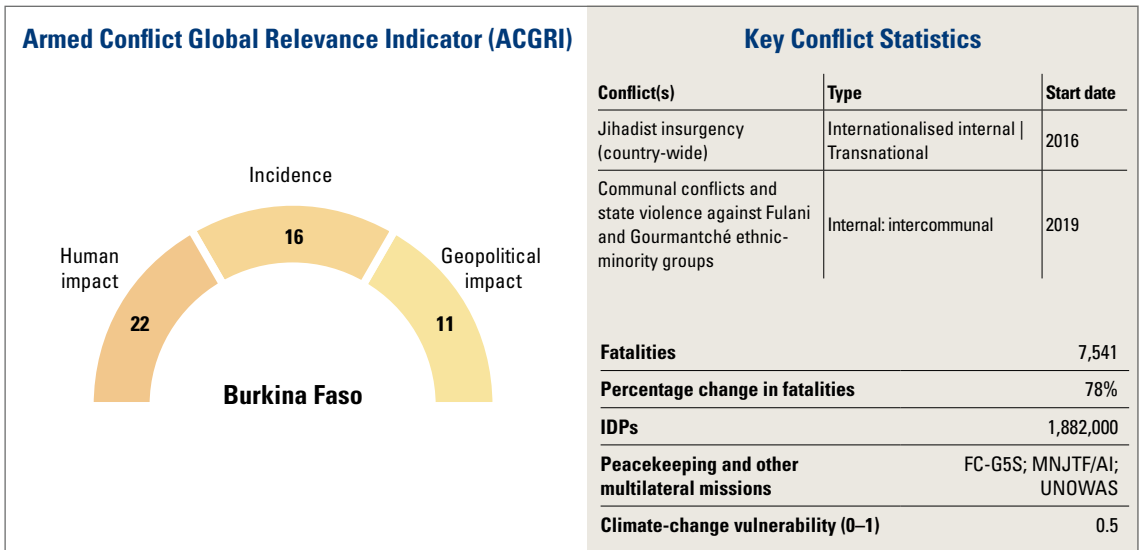 Armed Conflict Global Relevance Indicator (ACGRI)
Incidence
16
Human
impact
22
Geopolitical
impact
11
Burkina Faso
Key Conflict Statistics
Conflict(s) Type Start date
Jihadist insurgency
(country-wide)
Internationalised internal |
Transnational
2016
Communal conflicts and
state violence against Fulani
and Gourmantché ethnic-
minority groups
Internal: intercommunal
2019
Fatalities 7,541
Percentage change in fatalities 78%
IDPs 1,882,000
Peacekeeping and other
multilateral missions
FC-G5S; MNJTF/AI;
UNOWAS
Climate-change vulnerability (0–1) 0.5